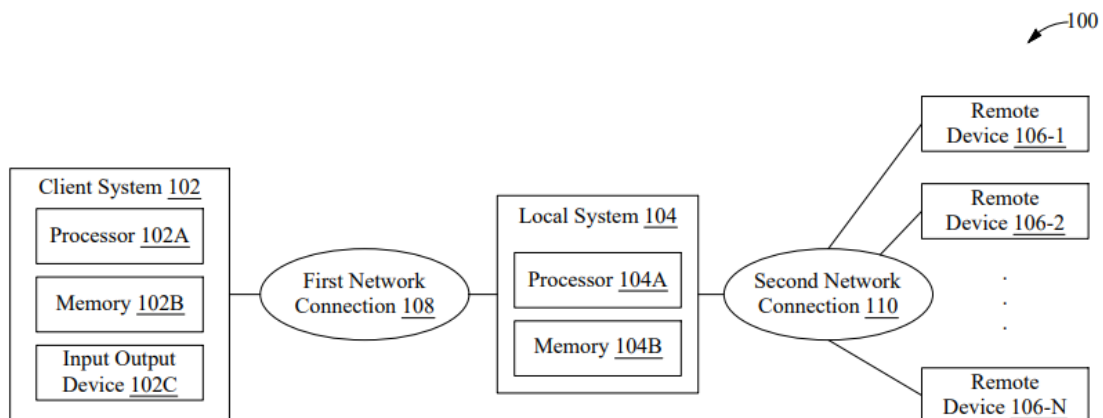 100
Client System 102
Processor 102A
Memory 102B
Input Output
Device 102C
First Network
Connection 108
Local System 104
Processor 104A
Memory 104B
Second Network
Connection 110
Remote
Device 106-1
Remote
Device 106-2
.
.
.
Remote
Device 106-N